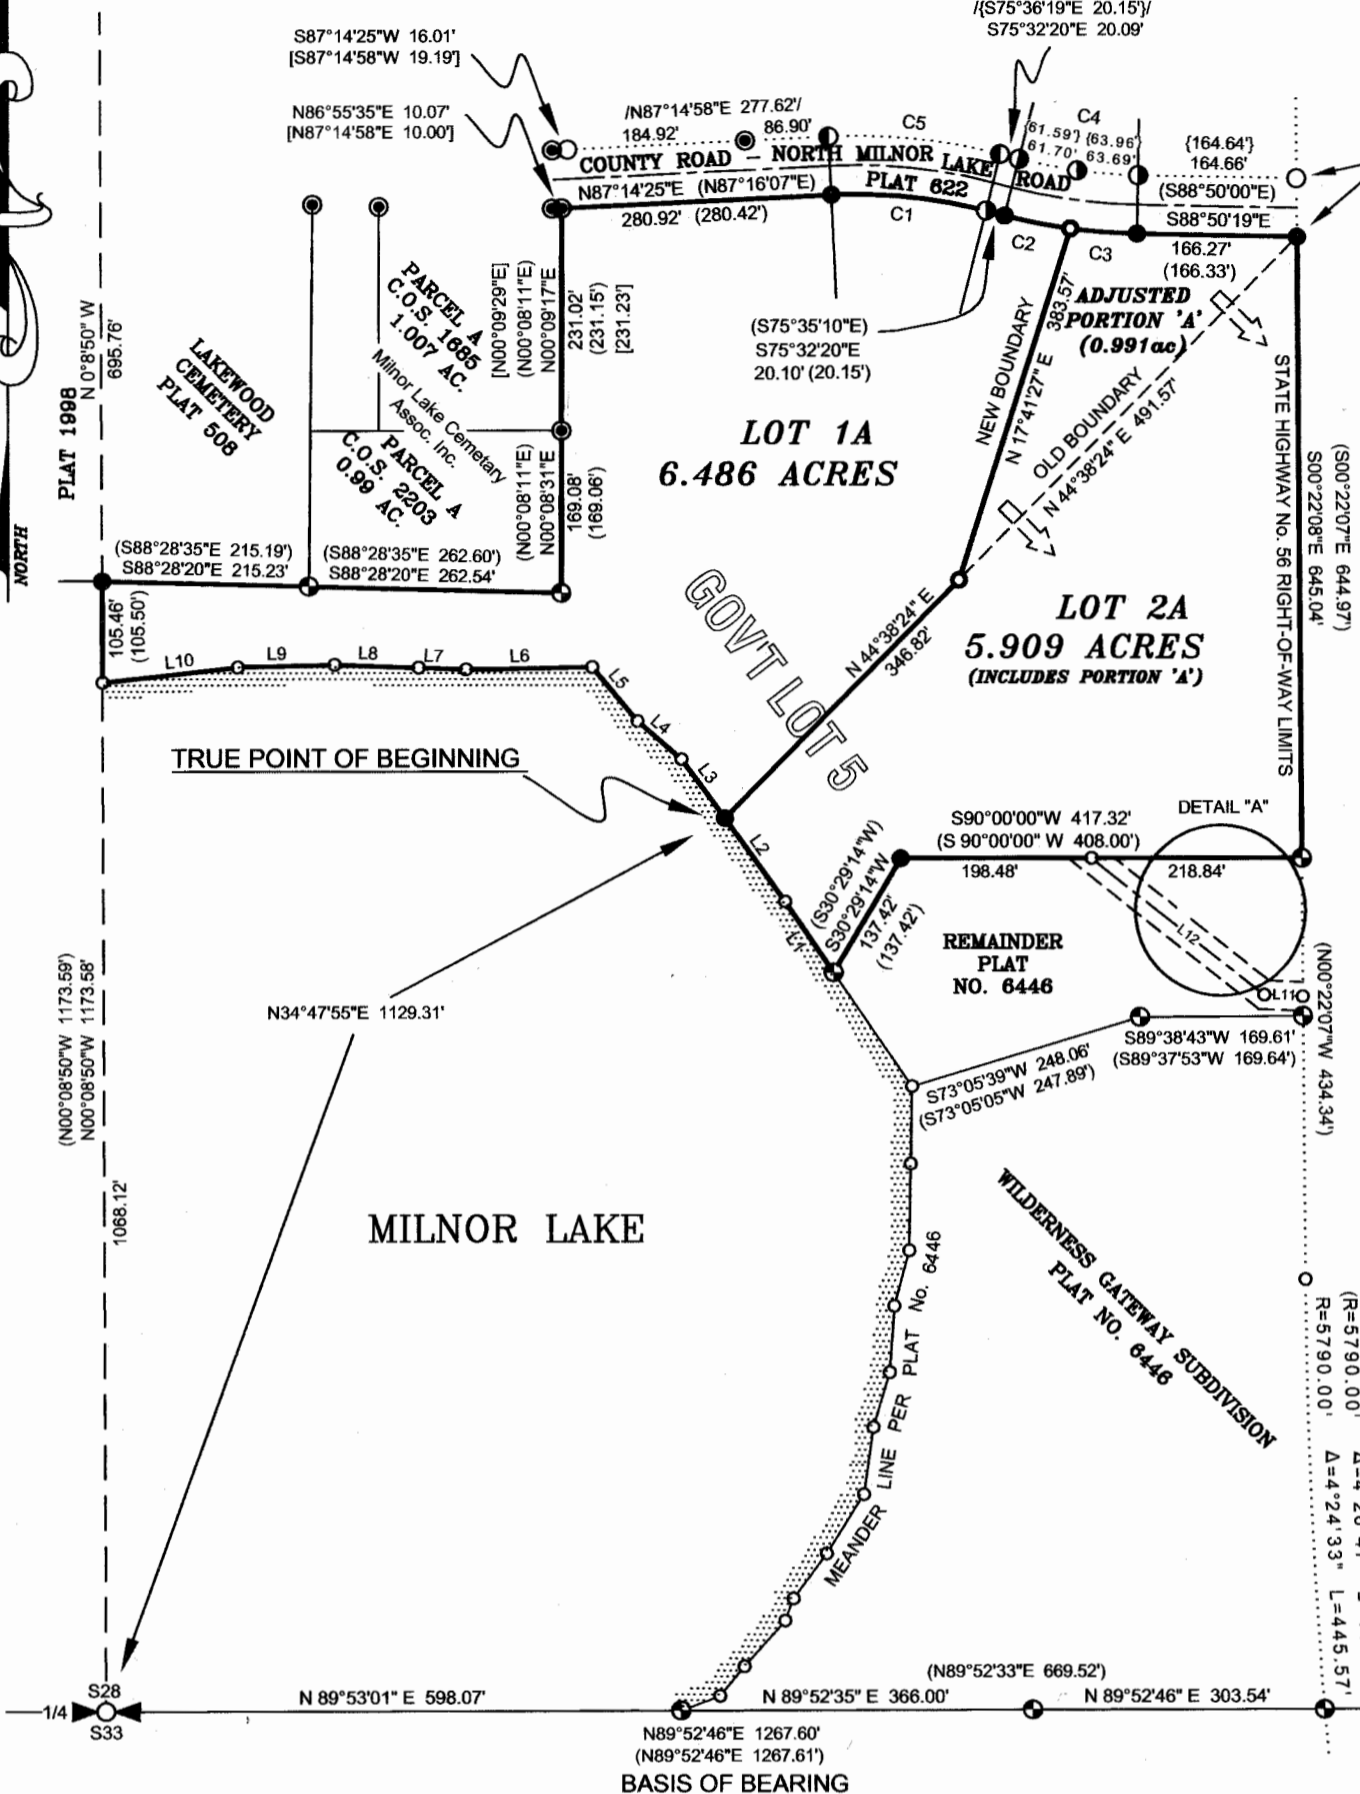 /{S75°36'19"E 20.15'}/
S75°32'20"E 20.09'
S87°14'25"W 16.01'
[S87°14'58"W 19.19']
N86°55'35"E 10.07'
[N87°14'58"E 10.00']
/N87°14'58"E 277.62'/
184.92'
86.90'
C5
C4
{61.59'} {63.96'}
61.70' 63.69'
{164.64'}
164.66'
COUNTY ROAD – NORTH MILNOR LAKE ROAD
PLAT 622
(S88°50'00"E)
S88°50'19"E
166.27'
(166.33')
N87°14'25"E (N87°16'07"E)
280.92' (280.42')
C1
C2
C3
(S75°35'10"E)
S75°32'20"E
20.10' (20.15')
NORTH
PLAT 1998
N 0°8'50" W
695.76'
LAKEWOOD
CEMETERY
PLAT 508
PARCEL A
C.O.S. 1685
1.007 AC.
Milnor Lake Cemetary
Assoc. Inc.
PARCEL A
C.O.S. 2203
0.99 AC.
[N00°09'29"E]
(N00°08'11"E)
N00°09'17"E
231.02'
(231.15')
[231.23']
(N00°08'11"E)
N00°08'31"E
169.08'
(169.06')
LOT 1A
6.486 ACRES
NEW BOUNDARY
N 17°41'27" E 383.57'
ADJUSTED
PORTION 'A'
(0.991ac)
OLD BOUNDARY
N 44°38'24" E 491.57'
STATE HIGHWAY No. 56 RIGHT-OF-WAY LIMITS
S00°22'08"E 645.04'
(S00°22'07"E 644.97')
(S88°28'35"E 215.19')
S88°28'20"E 215.23'
(S88°28'35"E 262.60')
S88°28'20"E 262.54'
105.46'
(105.50')
L10
L9
L8
L7
L6
L5
L4
L3
L2
L1
GOV'T LOT 5
N 44°38'24" E
346.82'
LOT 2A
5.909 ACRES
(INCLUDES PORTION 'A')
TRUE POINT OF BEGINNING
S90°00'00"W 417.32'
(S 90°00'00" W 408.00')
198.48'
218.84'
DETAIL "A"
(S30°29'14"W)
S30°29'14"W
137.42'
(137.42')
REMAINDER
PLAT
NO. 6446
L12
L11
N34°47'55"E 1129.31'
S89°38'43"W 169.61'
(S89°37'53"W 169.64')
S73°05'39"W 248.06'
(S73°05'05"W 247.89')
(N00°22'07"W 434.34')
(N00°08'50"W 1173.59')
N00°08'50"W 1173.58'
1068.12'
MILNOR LAKE
WILDERNESS GATEWAY SUBDIVISION
PLAT NO. 6446
MEANDER LINE PER PLAT No. 6446
(R=5790.00'
R=5790.00' Δ=4°24'33" L=445.57'
S28
1/4
S33
N 89°53'01" E 598.07'
N 89°52'35" E 366.00'
(N89°52'33"E 669.52')
N 89°52'46" E 303.54'
N89°52'46"E 1267.60'
(N89°52'46"E 1267.61')
BASIS OF BEARING